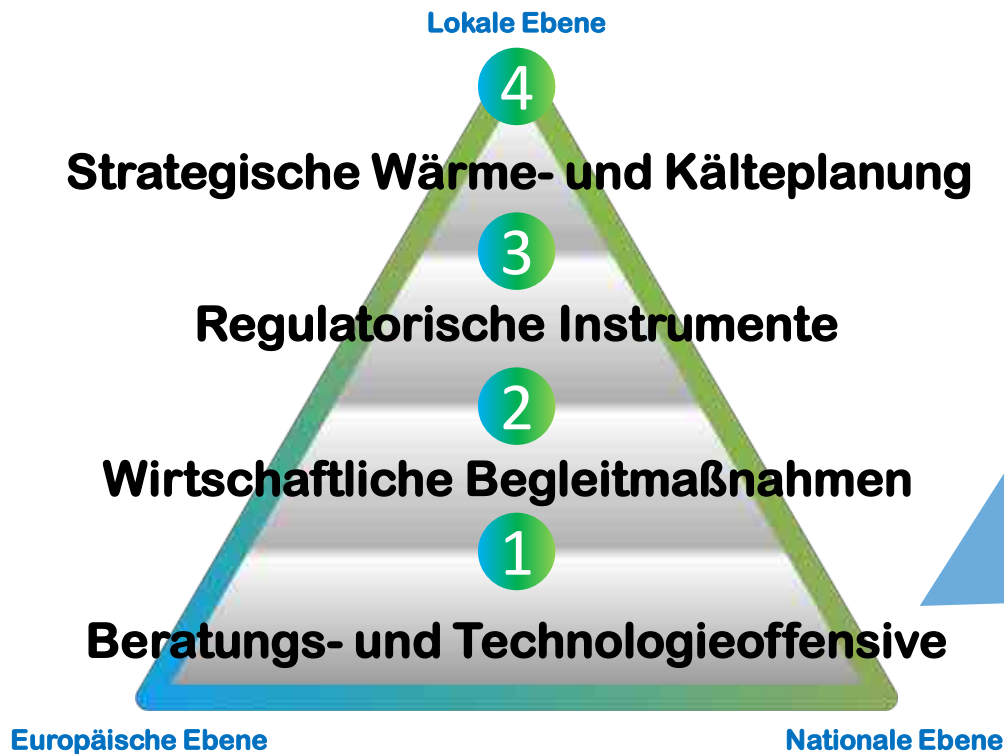 Lokale Ebene
4
Strategische Wärme- und Kälteplanung
3
Regulatorische Instrumente
2
Wirtschaftliche Begleitmaßnahmen
1
Beratungs- und Technologieoffensive
Europäische Ebene
Nationale Ebene